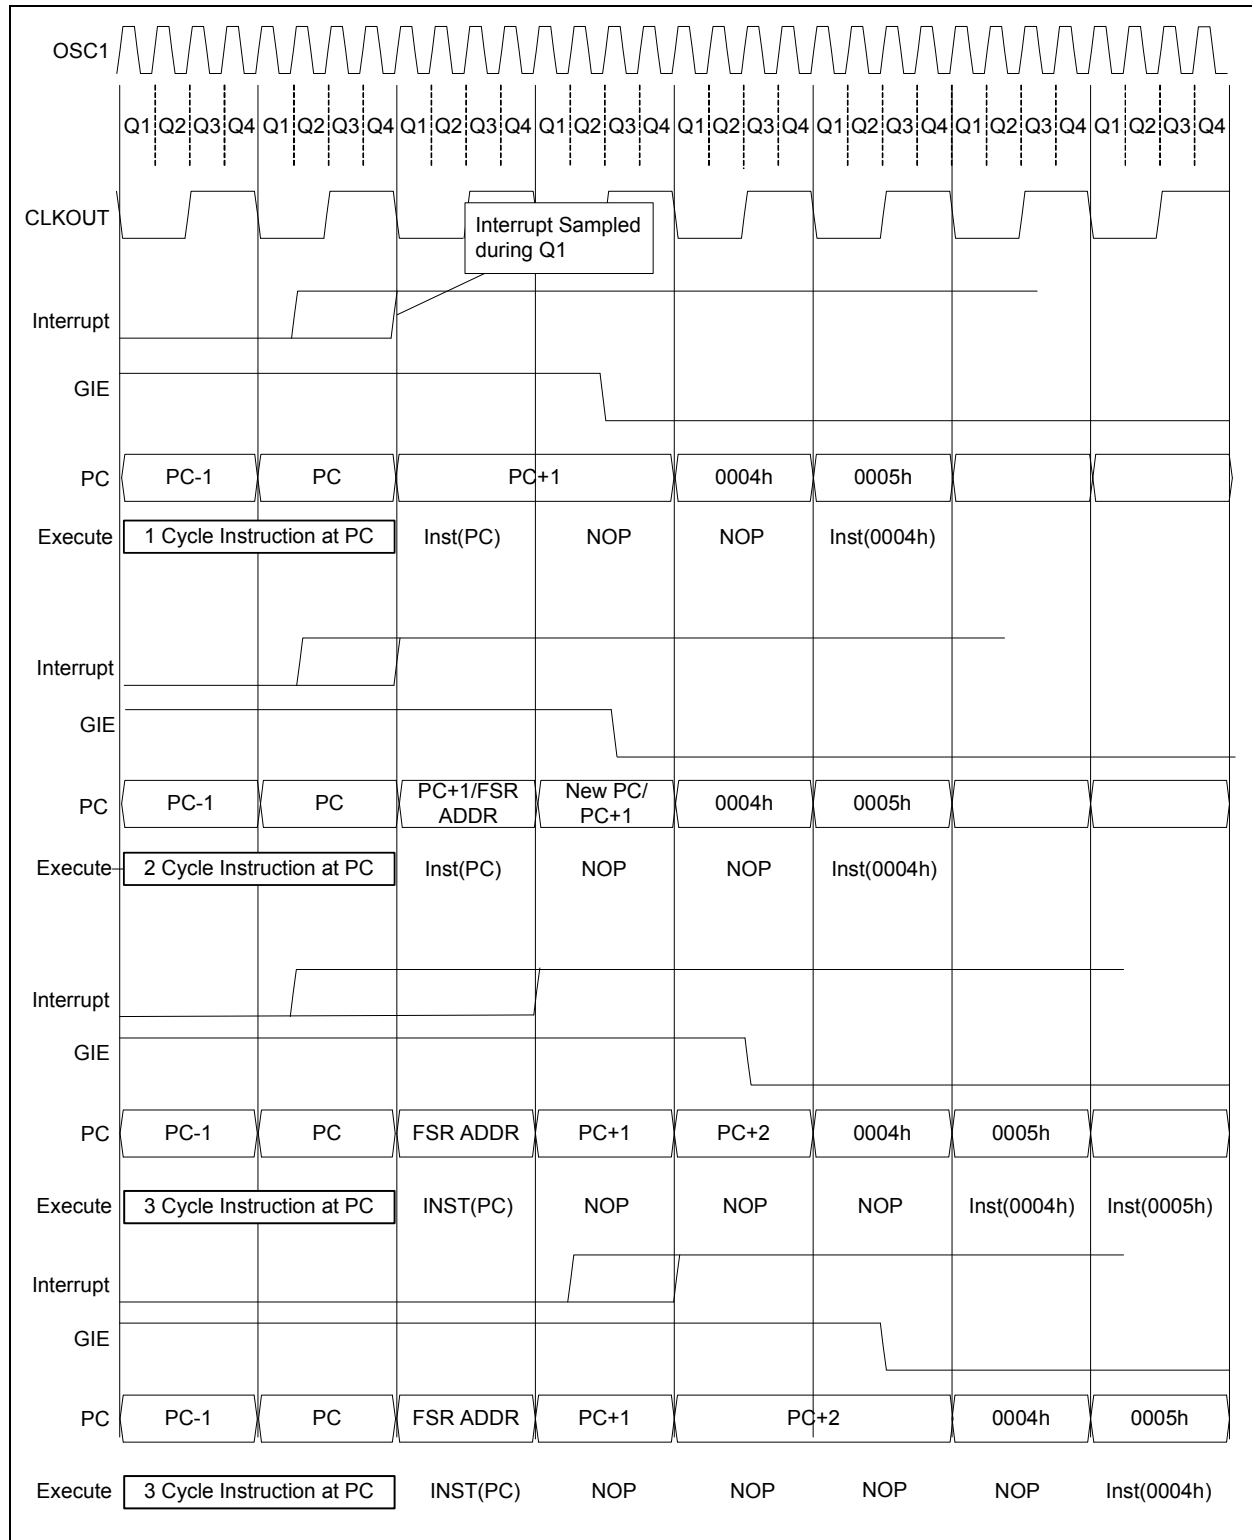 OSC1
Q1 Q2 Q3 Q4 Q1 Q2 Q3 Q4 Q1 Q2 Q3 Q4 Q1 Q2 Q3 Q4 Q1 Q2 Q3 Q4 Q1 Q2 Q3 Q4 Q1 Q2 Q3 Q4 Q1 Q2 Q3 Q4
CLKOUT
Interrupt Sampled
during Q1
Interrupt
GIE
PC PC-1 PC PC+1 0004h 0005h
Execute 1 Cycle Instruction at PC Inst(PC) NOP NOP Inst(0004h)
Interrupt
GIE
PC PC-1 PC PC+1/FSR ADDR New PC/ PC+1 0004h 0005h
Execute 2 Cycle Instruction at PC Inst(PC) NOP NOP Inst(0004h)
Interrupt
GIE
PC PC-1 PC FSR ADDR PC+1 PC+2 0004h 0005h
Execute 3 Cycle Instruction at PC INST(PC) NOP NOP NOP Inst(0004h) Inst(0005h)
Interrupt
GIE
PC PC-1 PC FSR ADDR PC+1 PC+2 0004h 0005h
Execute 3 Cycle Instruction at PC INST(PC) NOP NOP NOP NOP Inst(0004h)